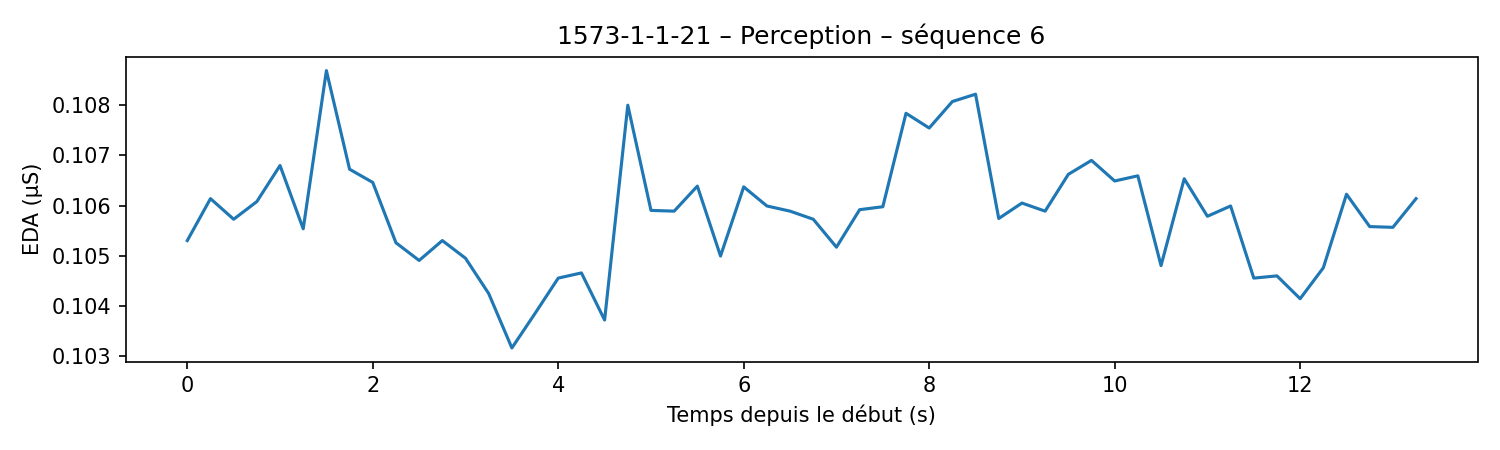 1573-1-1-21 – Perception – séquence 6
EDA (µS)
0.108
0.107
0.106
0.105
0.104
0.103
0 2 4 6 8 10 12
Temps depuis le début (s)